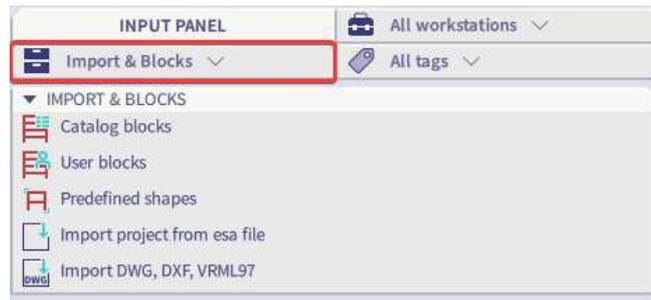 INPUT PANEL
All workstations
Import & Blocks
All tags
IMPORT & BLOCKS
Catalog blocks
User blocks
Predefined shapes
Import project from esa file
DWG Import DWG, DXF, VRML97